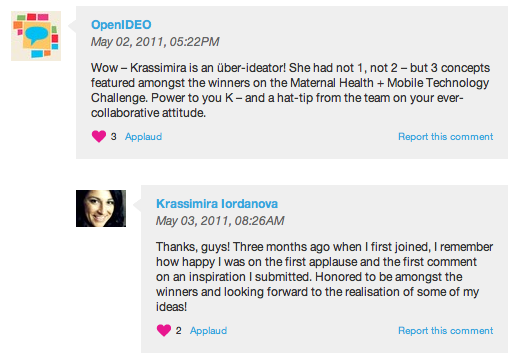 OpenIDEO
May 02, 2011, 05:22PM
Wow – Krassimira is an über-ideator! She had not 1, not 2 – but 3 concepts
featured amongst the winners on the Maternal Health + Mobile Technology
Challenge. Power to you K – and a hat-tip from the team on your ever-
collaborative attitude.
3 Applaud Report this comment
Krassimira Iordanova
May 03, 2011, 08:26AM
Thanks, guys! Three months ago when I first joined, I remember
how happy I was on the first applause and the first comment
on an inspiration I submitted. Honored to be amongst the
winners and looking forward to the realisation of some of my
ideas!
2 Applaud Report this comment